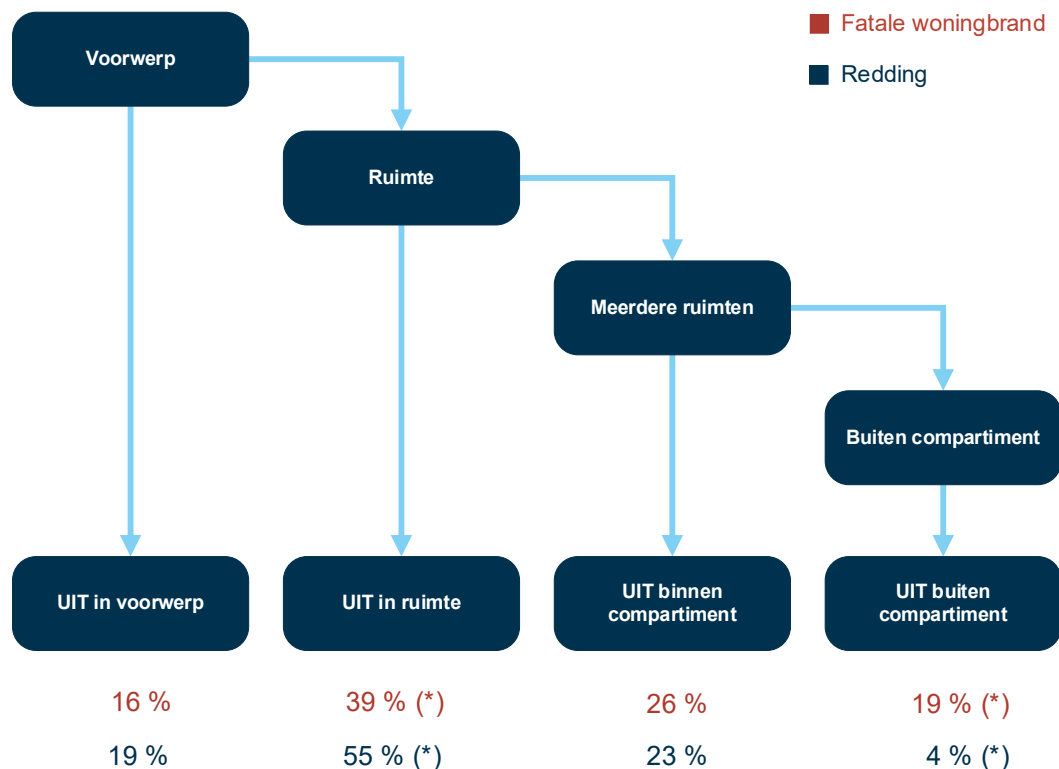 Fatale woningbrand
Redding
Voorwerp
Ruimte
Meerdere ruimten
Buiten compartiment
UIT in voorwerp
UIT in ruimte
UIT binnen
compartiment
UIT buiten
compartiment
16 %
39 % (*)
26 %
19 % (*)
19 %
55 % (*)
23 %
4 % (*)